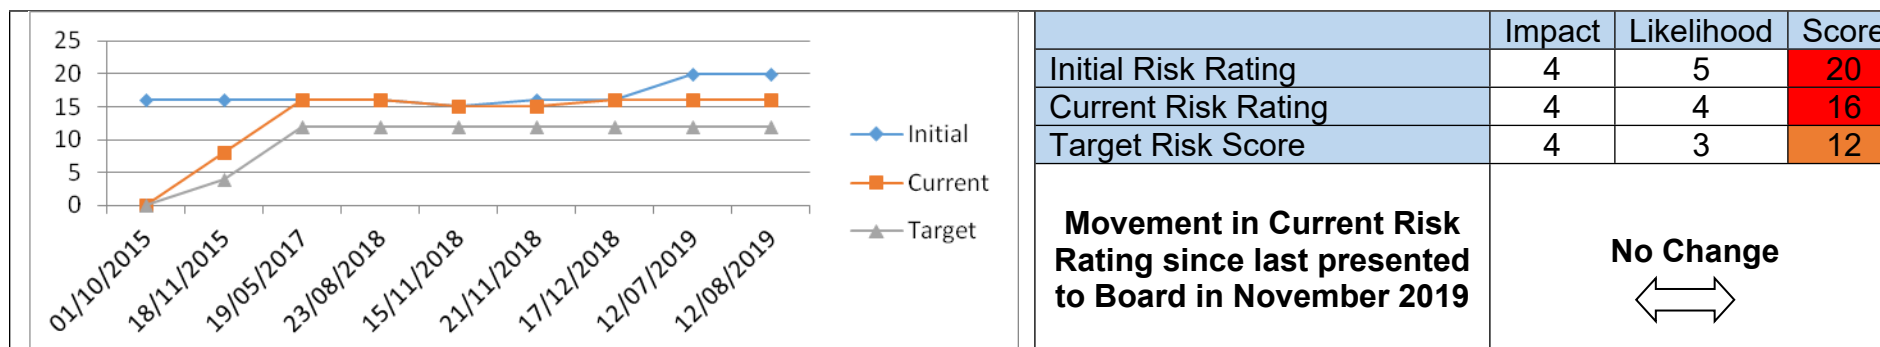 25
20
15
10
5
0
01/10/2015
18/11/2015
19/05/2017
23/08/2018
15/11/2018
21/11/2018
17/12/2018
12/07/2019
12/08/2019
Initial
Current
Target
Impact Likelihood Score
Initial Risk Rating 4 5 20
Current Risk Rating 4 4 16
Target Risk Score 4 3 12
Movement in Current Risk
Rating since last presented
to Board in November 2019
No Change